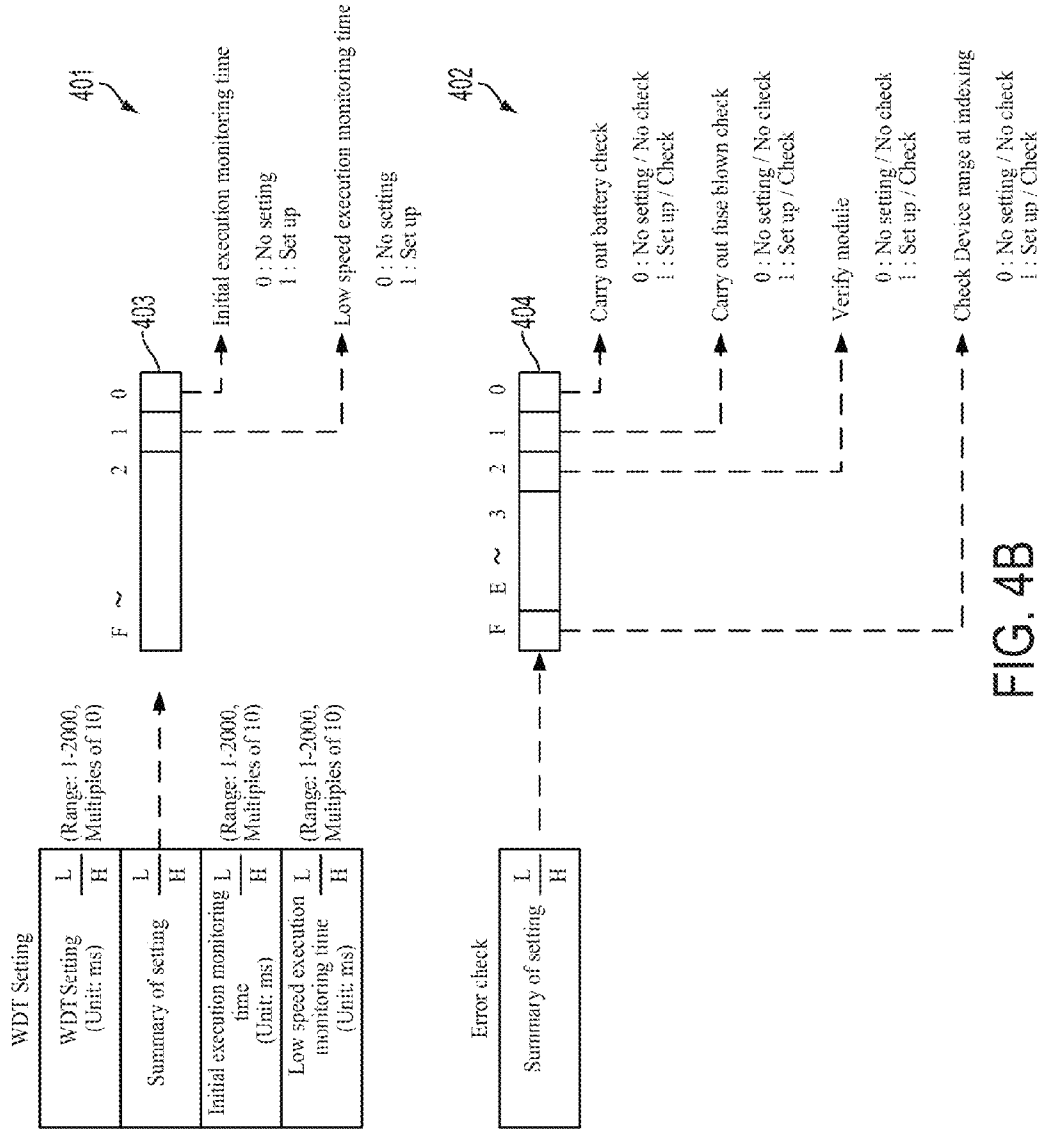 WDT Setting
WDT Setting
(Unit: ms)
L
H
(Range: 1-2000,
Multiples of 10)
Summary of setting
L
H
Initial execution monitoring
time
(Unit: ms)
L
H
(Range: 1-2000,
Multiples of 10)
Low speed execution
monitoring time
(Unit: ms)
L
H
(Range: 1-2000,
Multiples of 10)
F ~ 2 1 0
403
401
Initial execution monitoring time
0 : No setting
1 : Set up
Low speed execution monitoring time
0 : No setting
1 : Set up
Error check
Summary of setting
L
H
F E ~ 3 2 1 0
404
402
Carry out battery check
0 : No setting / No check
1 : Set up / Check
Carry out fuse blown check
0 : No setting / No check
1 : Set up / Check
Verify module
0 : No setting / No check
1 : Set up / Check
Check Device range at indexing
0 : No setting / No check
1 : Set up / Check
FIG. 4B